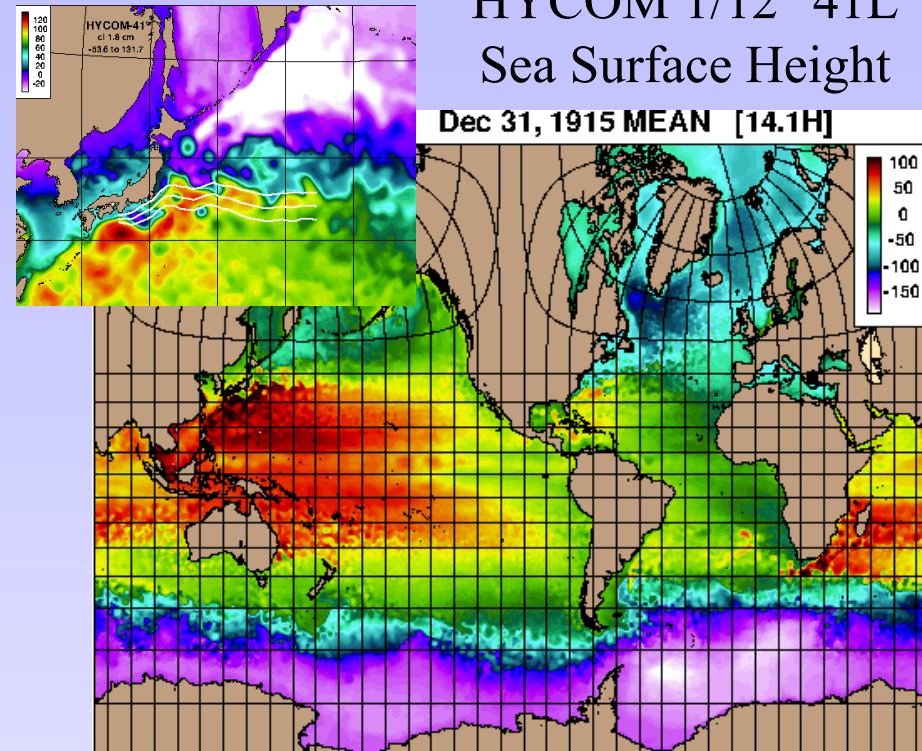 HYCOM 1/12° 41L
Sea Surface Height
120
100
80
60
40
20
0
-20
HYCOM-41°
ci 1.8 cm
-53.6 to 131.7
Dec 31, 1915 MEAN [14.1H]
100
50
0
-50
-100
-150